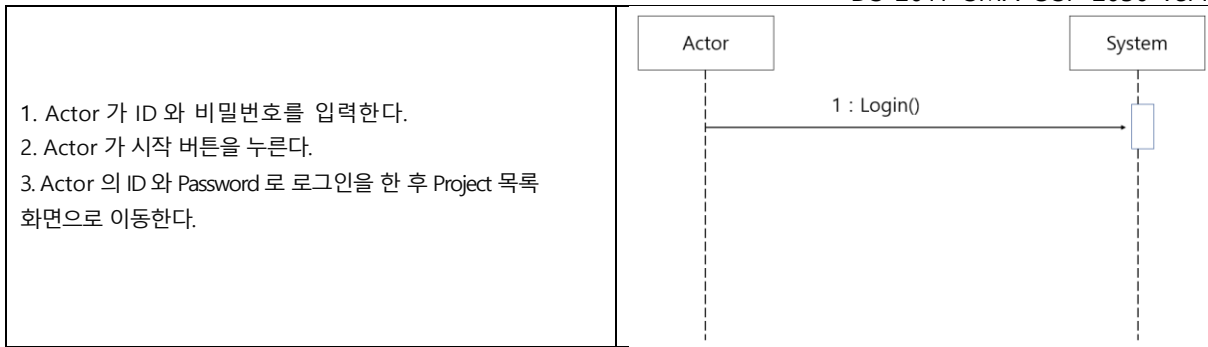 1. Actor 가 ID 와 비밀번호를 입력한다.
2. Actor 가 시작 버튼을 누른다.
3. Actor 의 ID 와 Password 로 로그인을 한 후 Project 목록
화면으로 이동한다.
Actor
System
1 : Login()